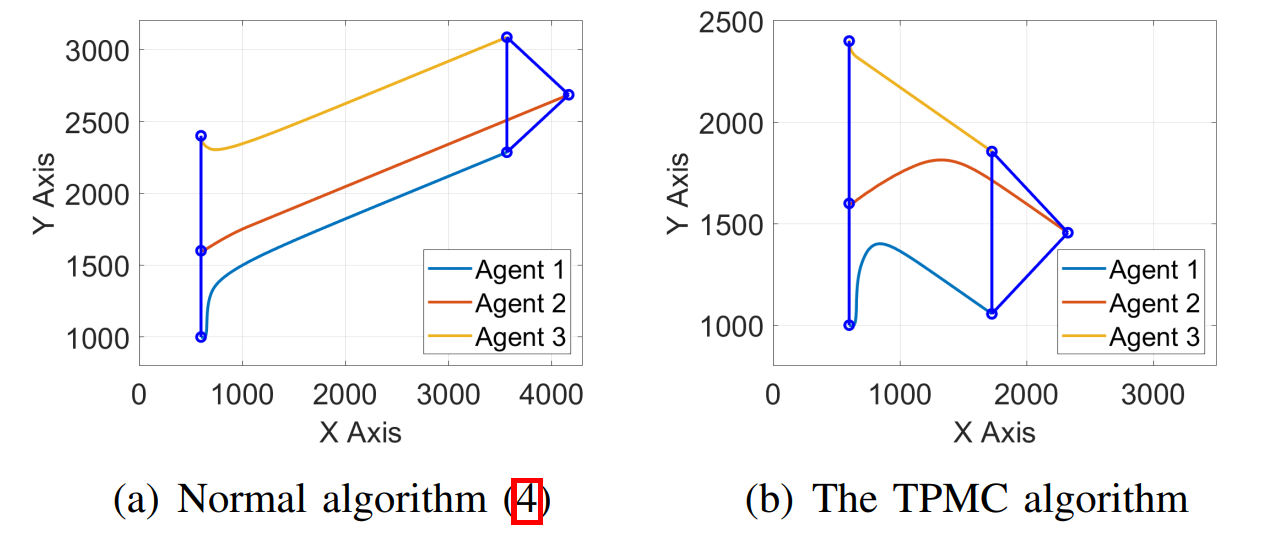 3000
2500
2000
1500
1000
Y Axis
0 1000 2000 3000 4000
X Axis
Agent 1
Agent 2
Agent 3
(a) Normal algorithm (4)
2500
2000
1500
1000
Y Axis
0 1000 2000 3000
X Axis
Agent 1
Agent 2
Agent 3
(b) The TPMC algorithm